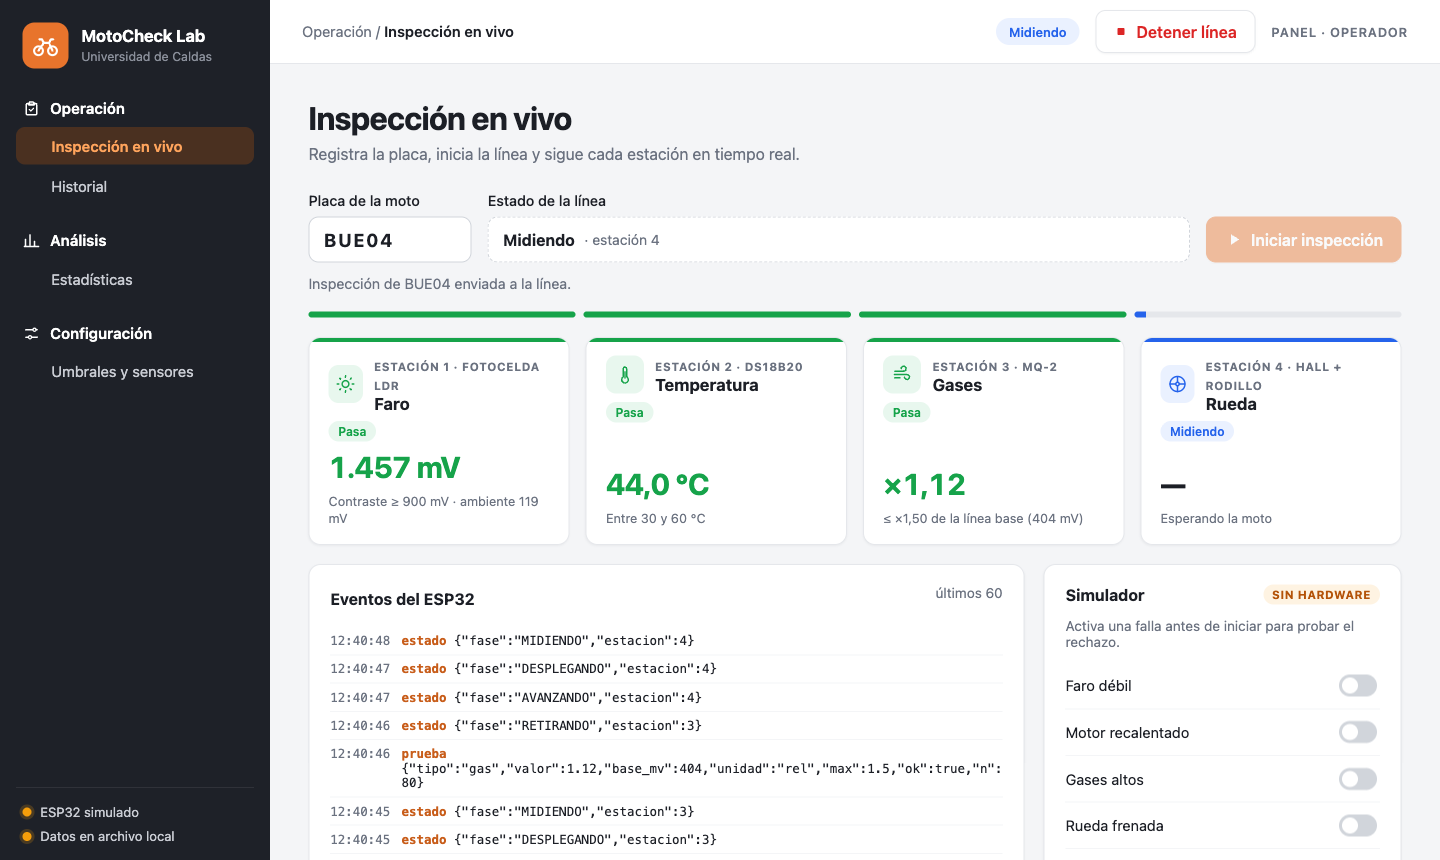 MotoCheck Lab
Universidad de Caldas
Operación
Inspección en vivo
Historial
Análisis
Estadísticas
Configuración
Umbrales y sensores
ESP32 simulado
Datos en archivo local
Operación / Inspección en vivo
Midiendo
Detener línea
PANEL · OPERADOR
Inspección en vivo
Registra la placa, inicia la línea y sigue cada estación en tiempo real.
Placa de la moto
BUE04
Estado de la línea
Midiendo · estación 4
Iniciar inspección
Inspección de BUE04 enviada a la línea.
ESTACIÓN 1 · FOTOCELDA
LDR
Faro
Pasa
1.457 mV
Contraste ≥ 900 mV · ambiente 119
mV
ESTACIÓN 2 · DS18B20
Temperatura
Pasa
44,0 °C
Entre 30 y 60 °C
ESTACIÓN 3 · MQ-2
Gases
Pasa
×1,12
≤ ×1,50 de la línea base (404 mV)
ESTACIÓN 4 · HALL +
RODILLO
Rueda
Midiendo
—
Esperando la moto
Eventos del ESP32
últimos 60
12:40:48 estado {"fase":"MIDIENDO","estacion":4}
12:40:47 estado {"fase":"DESPLEGANDO","estacion":4}
12:40:47 estado {"fase":"AVANZANDO","estacion":4}
12:40:46 estado {"fase":"RETIRANDO","estacion":3}
12:40:46 prueba
{"tipo":"gas","valor":1.12,"base_mv":404,"unidad":"rel","max":1.5,"ok":true,"n":
80}
12:40:45 estado {"fase":"MIDIENDO","estacion":3}
12:40:45 estado {"fase":"DESPLEGANDO","estacion":3}
Simulador
SIN HARDWARE
Activa una falla antes de iniciar para probar el
rechazo.
Faro débil
Motor recalentado
Gases altos
Rueda frenada